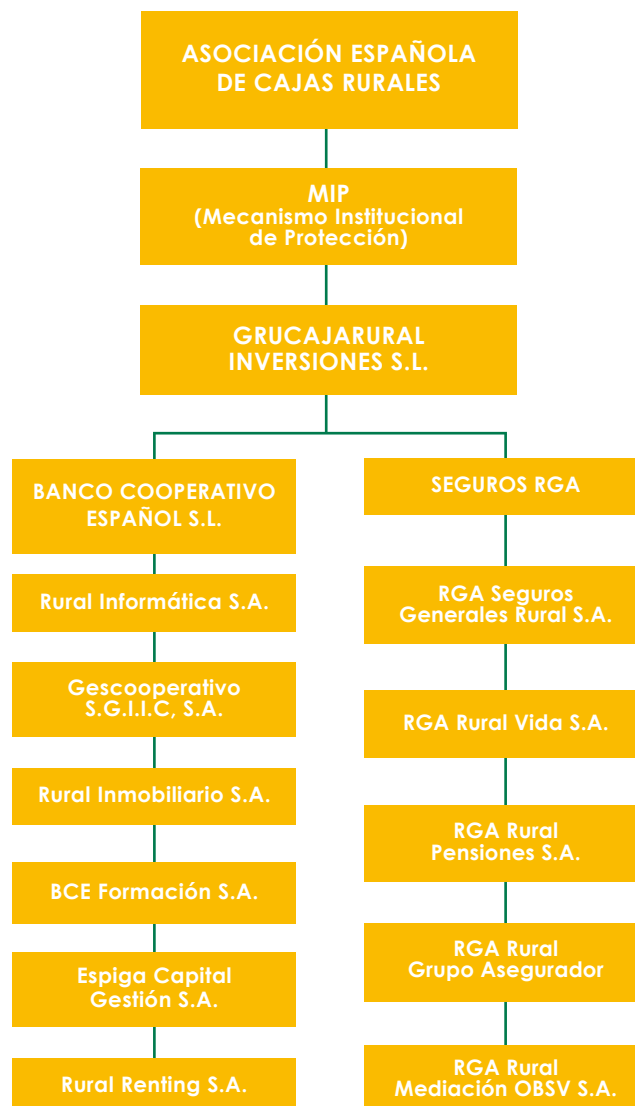 ASOCIACIÓN ESPAÑOLA
DE CAJAS RURALES
MIP
(Mecanismo Institucional
de Protección)
GRUCAJARURAL
INVERSIONES S.L.
BANCO COOPERATIVO
ESPAÑOL S.L.
Rural Informática S.A.
Gescooperativo
S.G.I.I.C, S.A.
Rural Inmobiliario S.A.
BCE Formación S.A.
Espiga Capital
Gestión S.A.
Rural Renting S.A.
SEGUROS RGA
RGA Seguros
Generales Rural S.A.
RGA Rural Vida S.A.
RGA Rural
Pensiones S.A.
RGA Rural
Grupo Asegurador
RGA Rural
Mediación OBSV S.A.